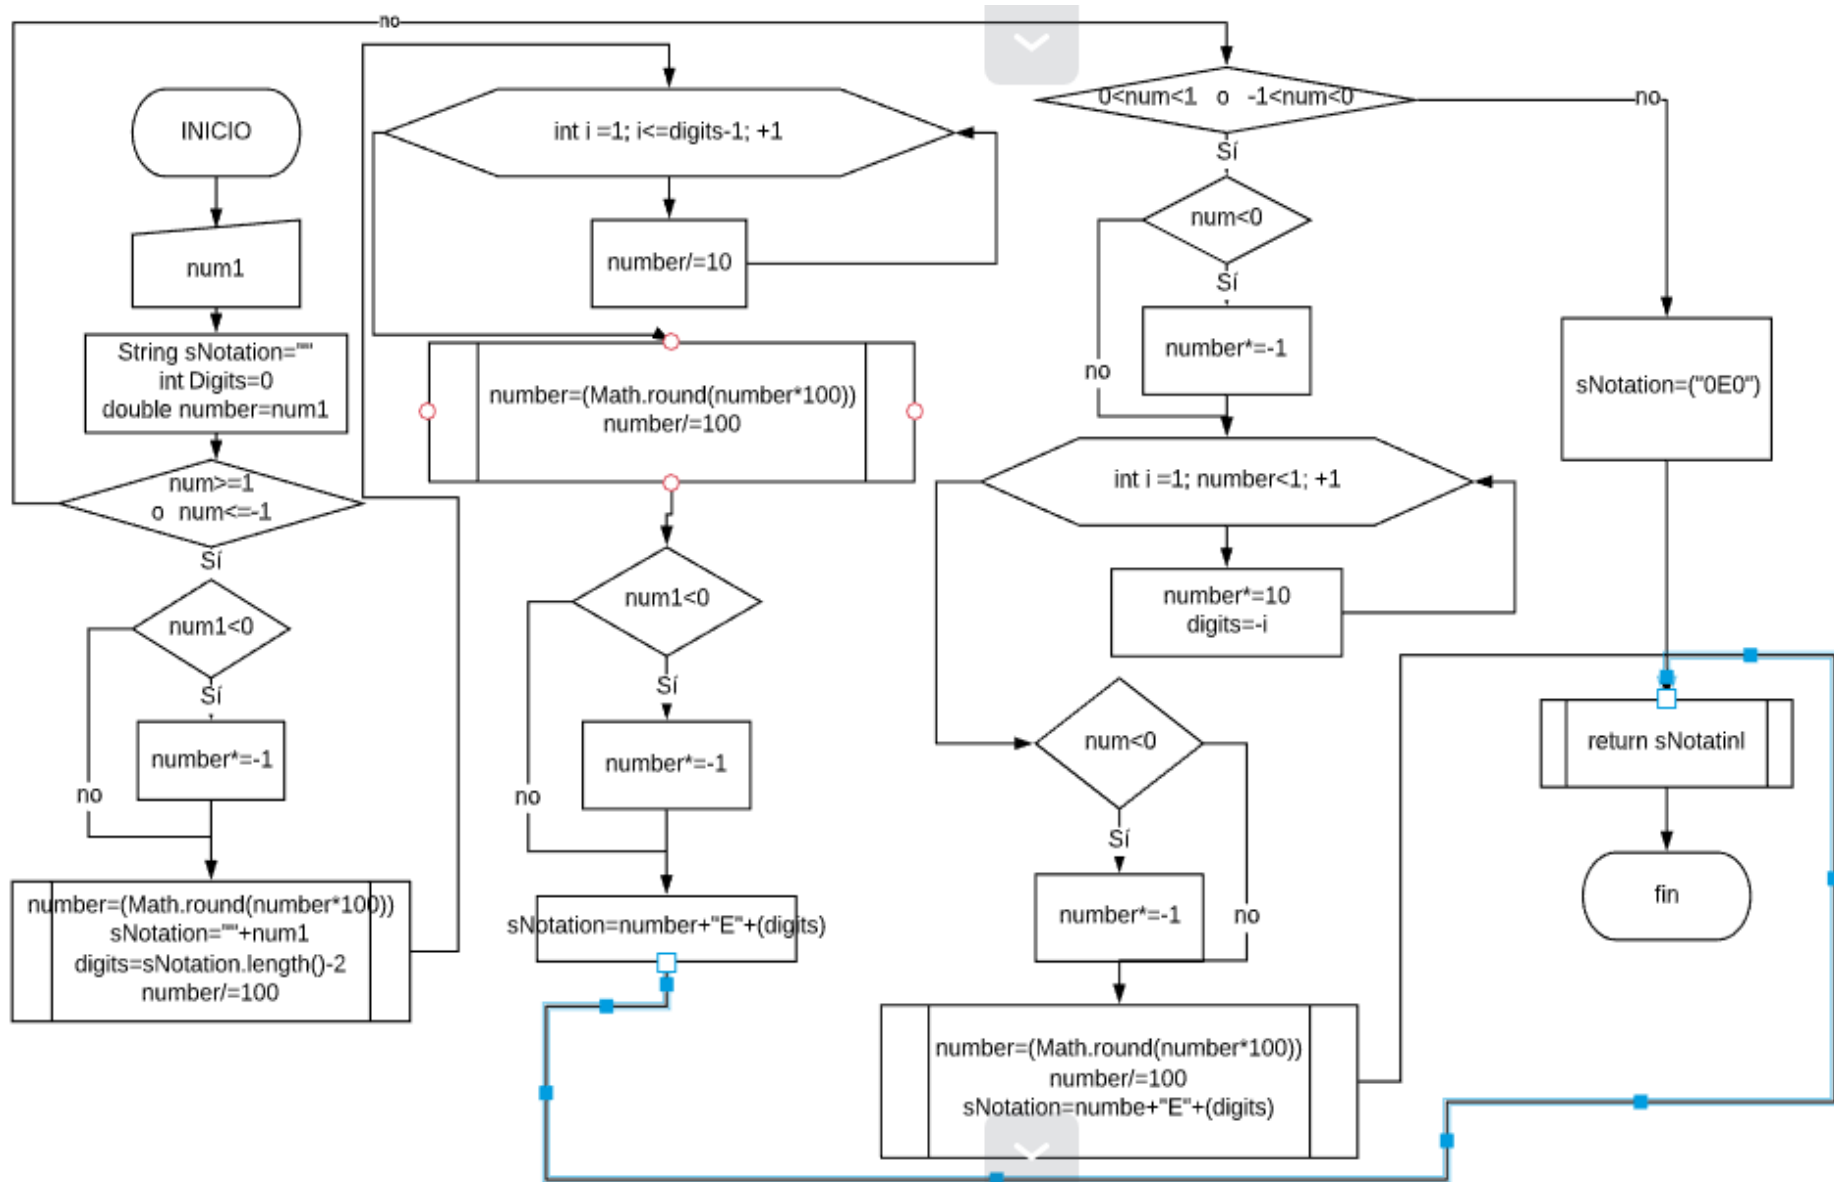 INICIO
num1
String sNotation=""
int Digits=0
double number=num1
num>=1
o num<=-1
Sí
num1<0
Sí
number*=-1
no
number=(Math.round(number*100))
sNotation=""+num1
digits=sNotation.length()-2
number/=100
no
int i =1; i<=digits-1; +1
number/=10
number=(Math.round(number*100))
number/=100
num1<0
Sí
number*=-1
no
sNotation=number+"E"+(digits)
0<num<1 o -1<num<0
no
Sí
num<0
Sí
number*=-1
no
int i =1; number<1; +1
number*=10
digits=-i
num<0
Sí
number*=-1
no
number=(Math.round(number*100))
number/=100
sNotation=numbe+"E"+(digits)
sNotation=("0E0")
return sNotatinl
fin